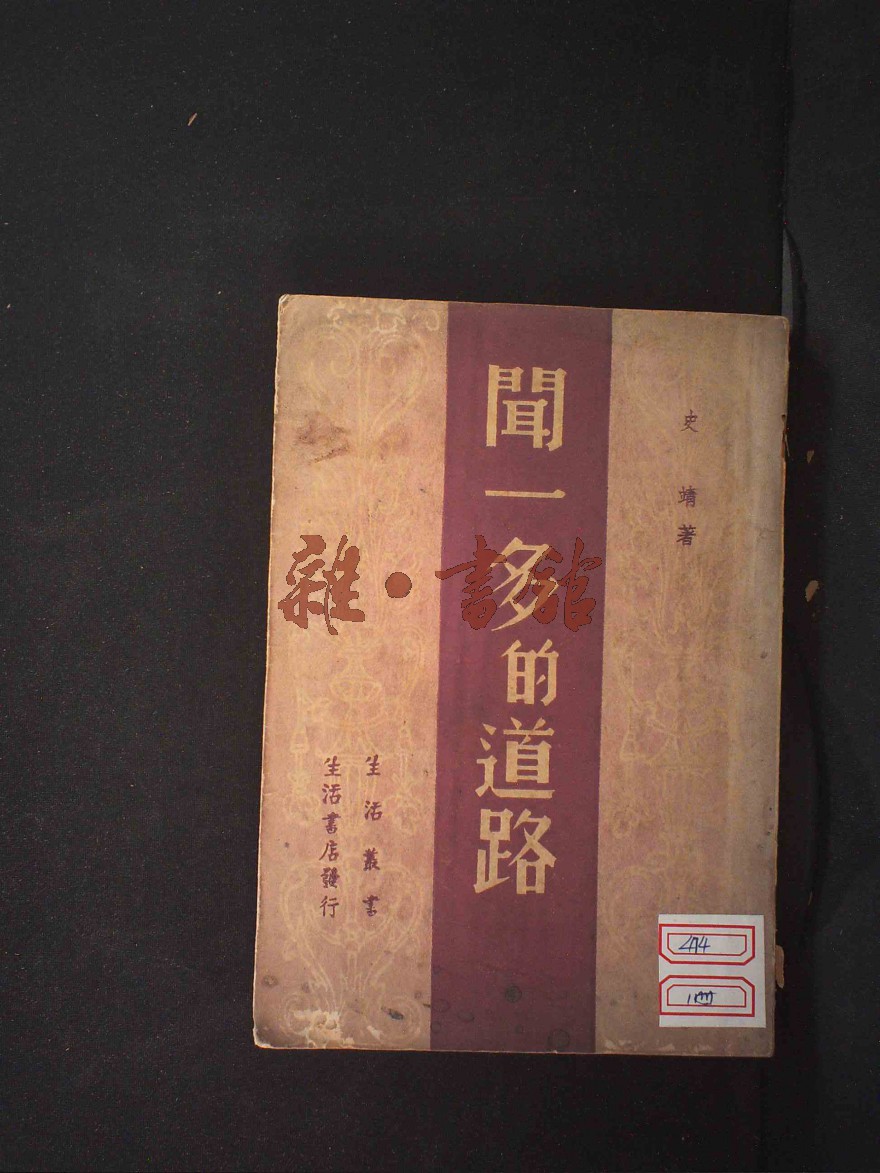 史靖著
聞一多的道路
生活叢書
生活書店發行
雜·書館
474